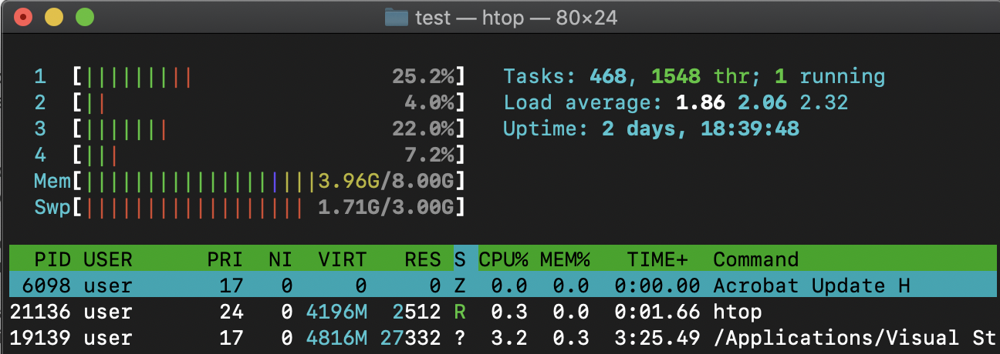 test — htop — 80×24
1 [|||||||||| 25.2%] Tasks: 468, 1548 thr; 1 running
2 [|| 4.0%] Load average: 1.86 2.06 2.32
3 [||||||| 22.0%] Uptime: 2 days, 18:39:48
4 [||| 7.2%]
Mem[||||||||||||||||3.96G/8.00G]
Swp[|||||||||||||||||| 1.71G/3.00G]
PID USER PRI NI VIRT RES S CPU% MEM% TIME+ Command
6098 user 17 0 0 0 Z 0.0 0.0 0:00.00 Acrobat Update H
21136 user 24 0 4196M 2512 R 0.3 0.0 0:01.66 htop
19139 user 17 0 4816M 27332 ? 3.2 0.3 3:25.49 /Applications/Visual St